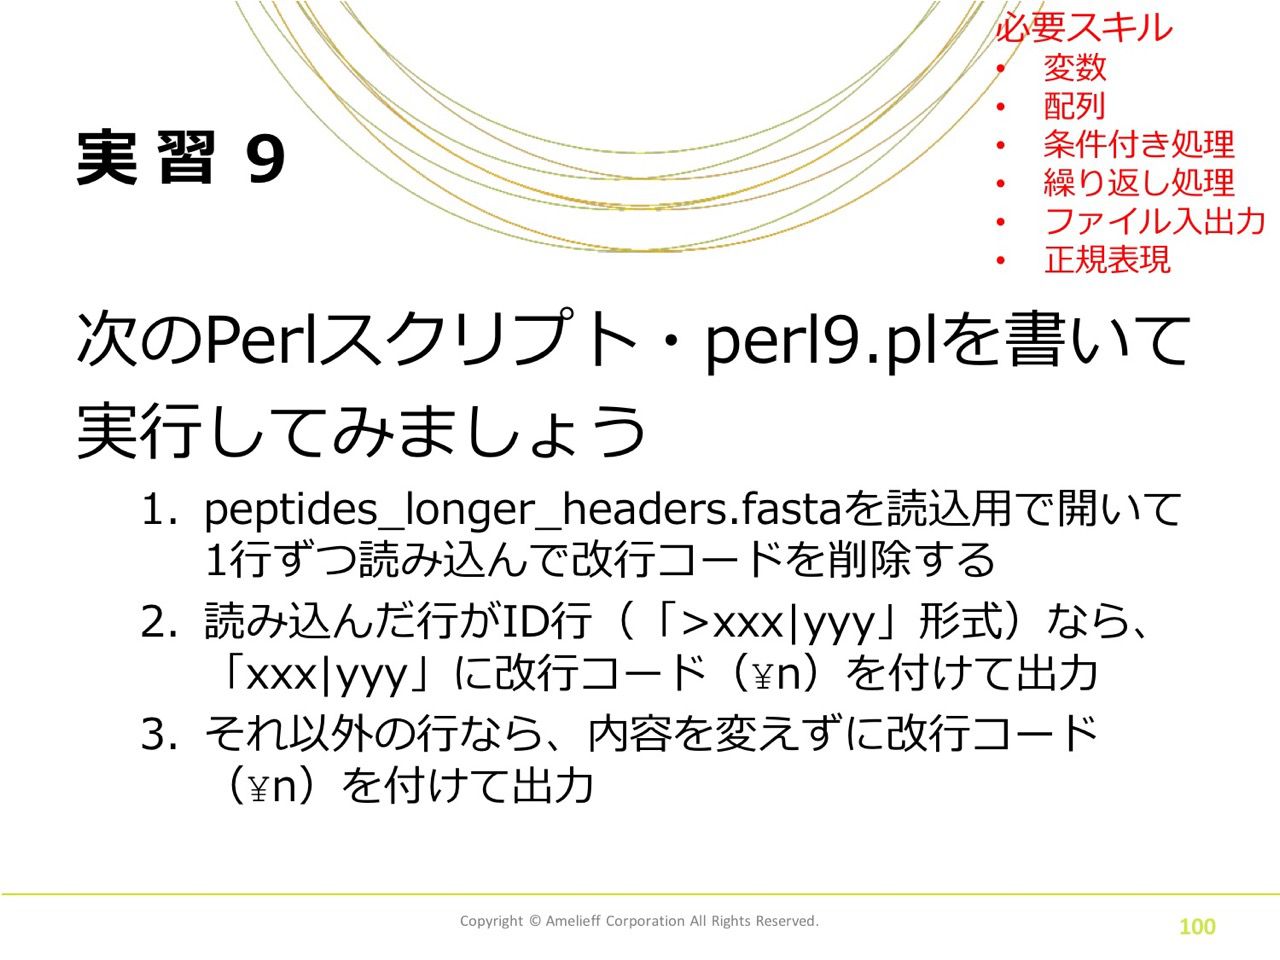 必要スキル
• 変数
• 配列
• 条件付き処理
• 繰り返し処理
• ファイル入出力
• 正規表現
実習 9
次のPerlスクリプト・perl9.plを書いて
実行してみましょう
1. peptides_longer_headers.fastaを読込用で開いて
1行ずつ読み込んで改行コードを削除する
2. 読み込んだ行がID行（「>xxx|yyy」形式）なら、
「xxx|yyy」に改行コード（¥n）を付けて出力
3. それ以外の行なら、内容を変えずに改行コード
（¥n）を付けて出力
Copyright © Amelieff Corporation All Rights Reserved.
100